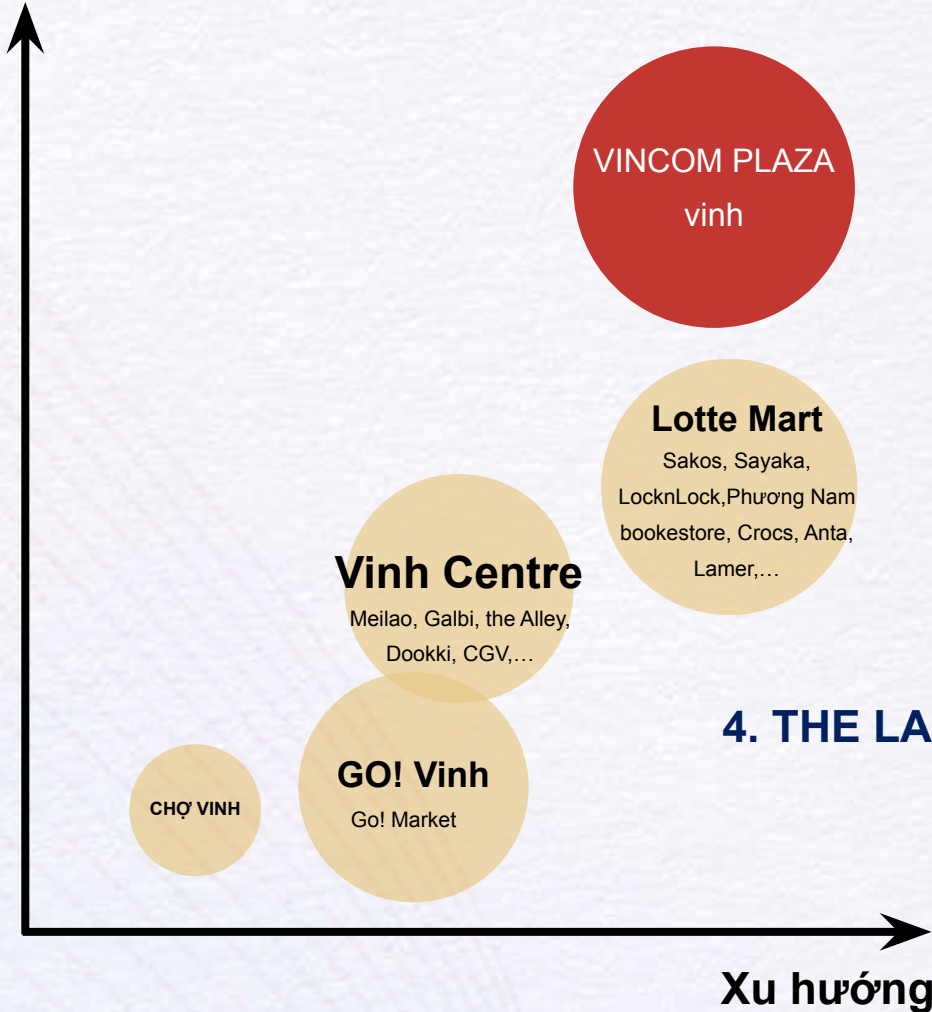 VINCOM PLAZA
vinh
Lotte Mart
Sakos, Sayaka,
LocknLock,Phương Nam
bookestore, Crocs, Anta,
Lamer,…
Vinh Centre
Meilao, Galbi, the Alley,
Dookki, CGV,…
4. THE LA
GO! Vinh
Go! Market
CHỢ VINH
Xu hướng